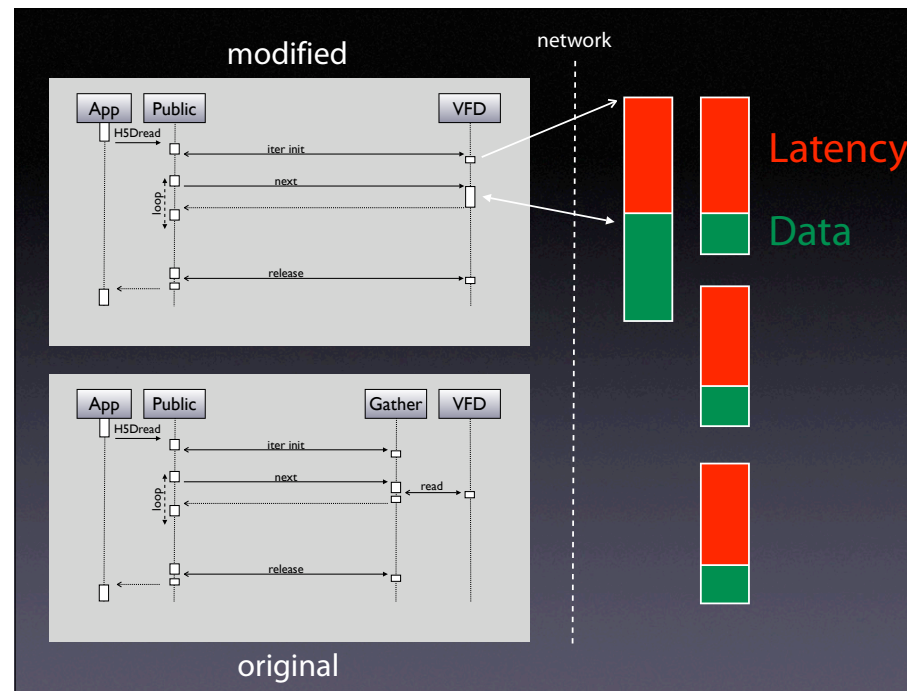 modified
network
App
Public
VFD
H5Dread
iter init
next
loop
release
Latency
Data
App
Public
Gather
VFD
H5Dread
iter init
next
read
loop
release
original